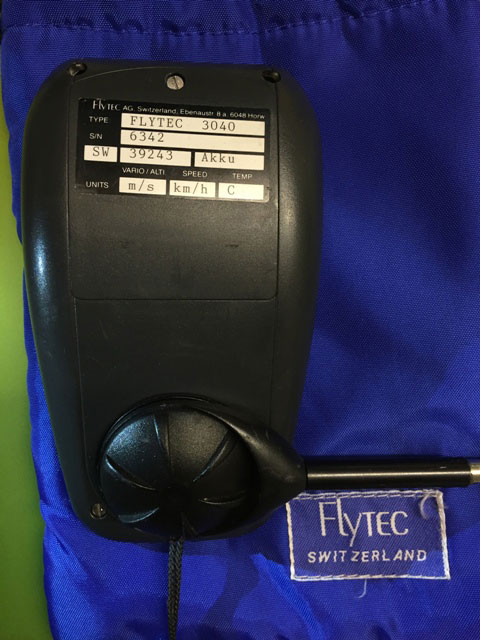 FLYTEC AG, Switzerland, Ebenaustr. 8 a, 6048 Horw
TYPE FLYTEC 3040
S/N 6342
SW 39243 Akku
VARIO / ALTI SPEED TEMP
UNITS m/s km/h C
FLYTEC
SWITZERLAND